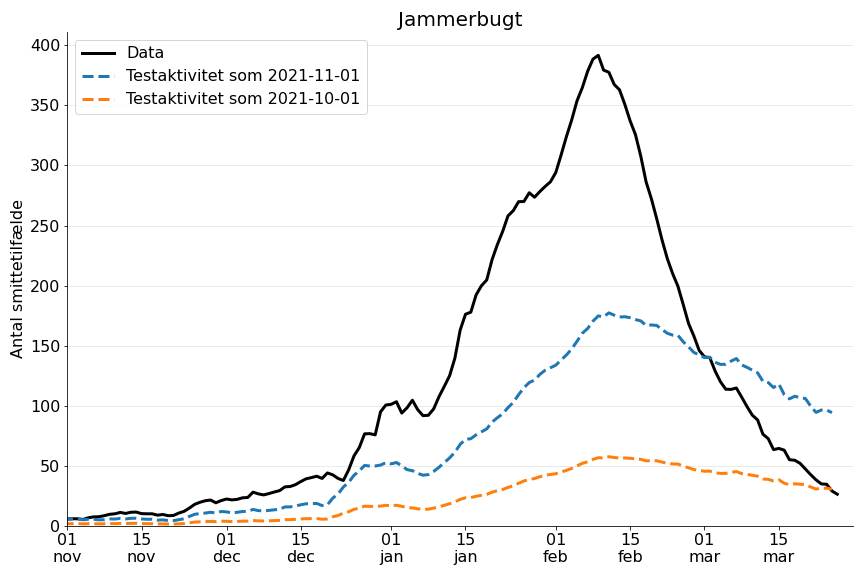 Jammerbugt
Data
Testaktivitet som 2021-11-01
Testaktivitet som 2021-10-01
Antal smittetilfælde
400
350
300
250
200
150
100
50
0
01 15 01 15 01 15 01 15 01 15
nov nov dec dec jan jan feb feb mar mar